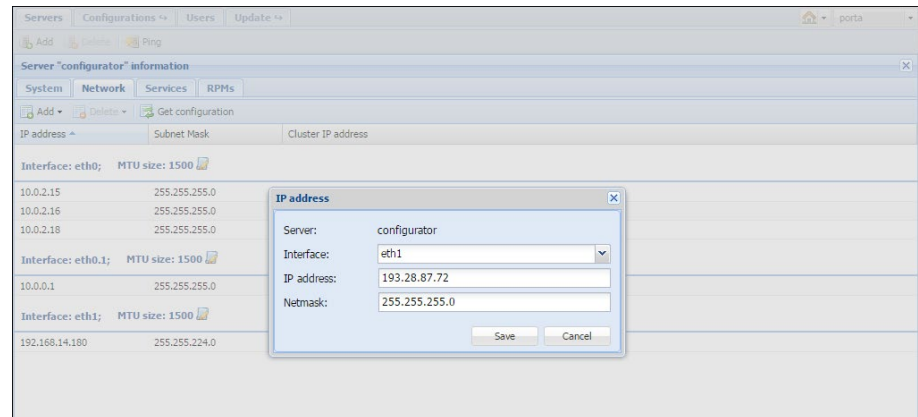 Servers Configurations Users Update porta
Add Delete Ping
Server "configurator" information
System Network Services RPMs
Add Delete Get configuration
IP address Subnet Mask Cluster IP address
Interface: eth0; MTU size: 1500
10.0.2.15 255.255.255.0
10.0.2.16 255.255.255.0
10.0.2.18 255.255.255.0
Interface: eth0.1; MTU size: 1500
10.0.0.1 255.255.255.0
Interface: eth1; MTU size: 1500
192.168.14.180 255.255.224.0
IP address
Server: configurator
Interface: eth1
IP address: 193.28.87.72
Netmask: 255.255.255.0
Save Cancel